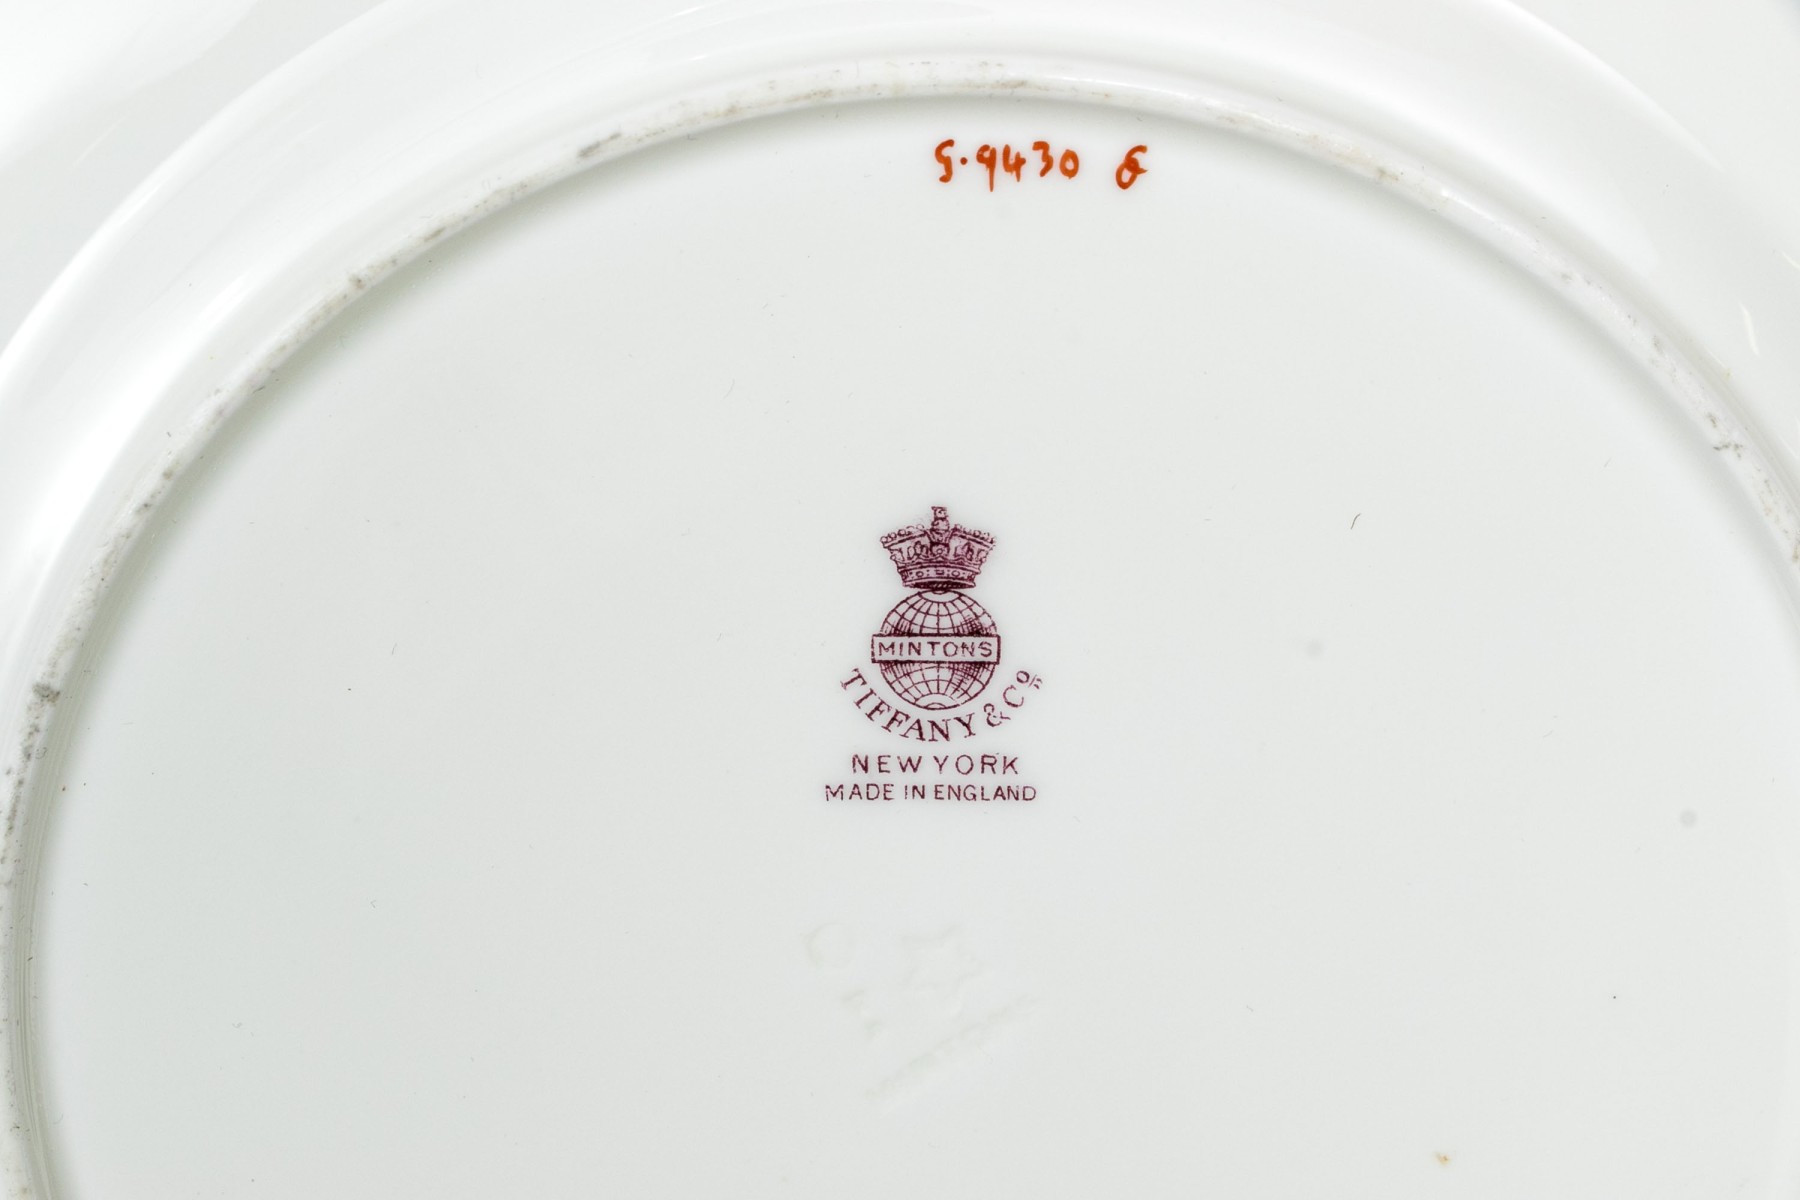 G.9430 G
MINTONS
TIFFANY & Co
NEW YORK
MADE IN ENGLAND